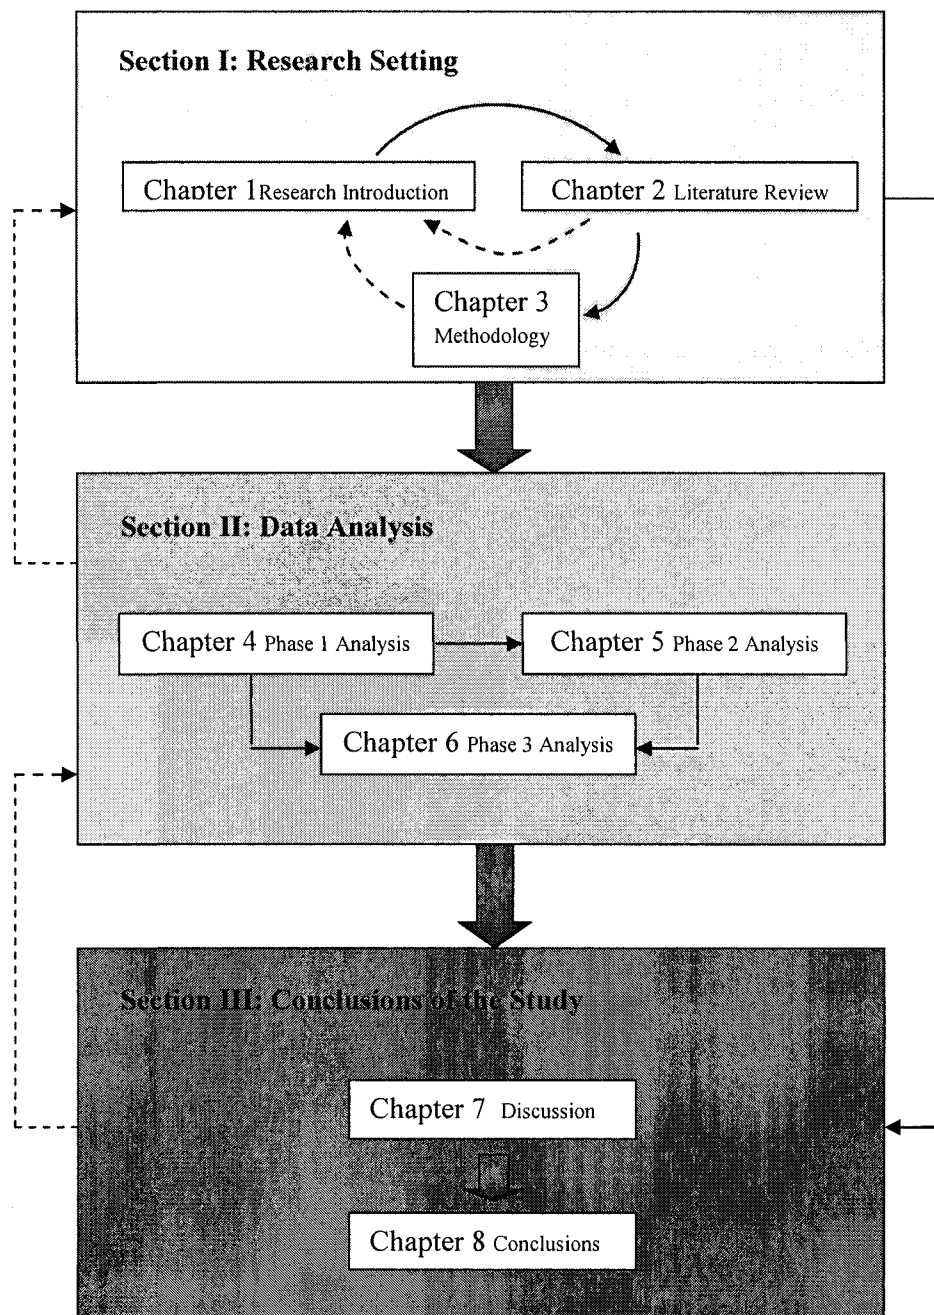 Section I: Research Setting
Chapter 1 Research Introduction
Chapter 2 Literature Review
Chapter 3
Methodology
Section II: Data Analysis
Chapter 4 Phase 1 Analysis
Chapter 5 Phase 2 Analysis
Chapter 6 Phase 3 Analysis
Section III: Conclusions of the Study
Chapter 7 Discussion
Chapter 8 Conclusions